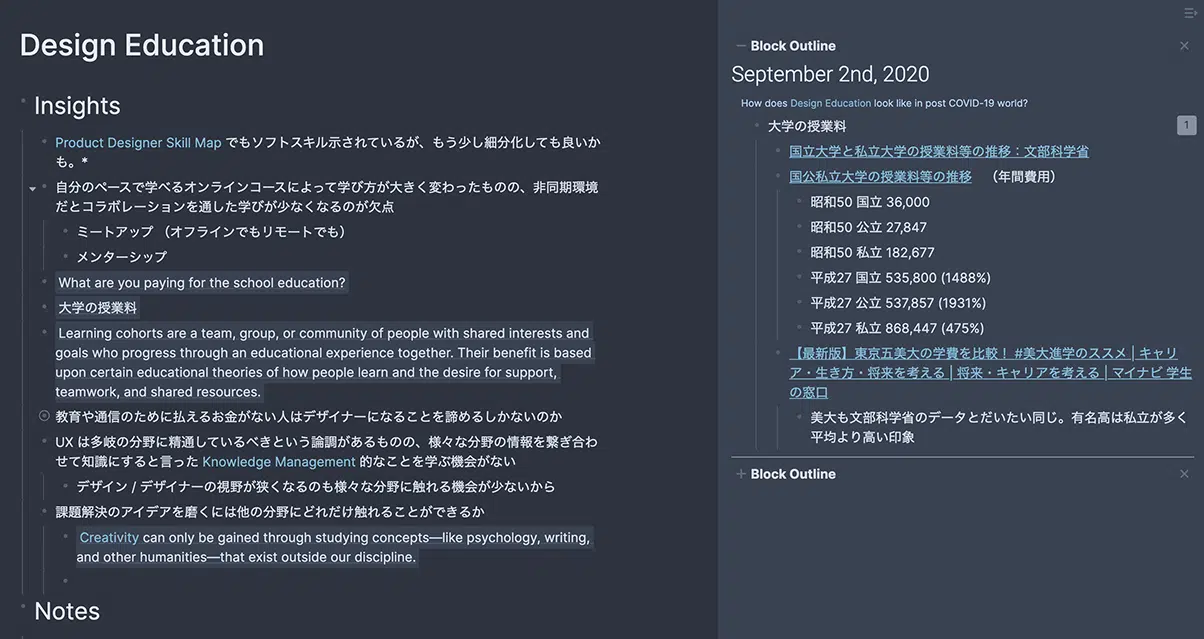 Design Education
Insights
Product Designer Skill Map でもソフトスキル示されているが、もう少し細分化しても良いか
も。*
自分のペースで学べるオンラインコースによって学び方が大きく変わったものの、非同期環境
だとコラボレーションを通した学びが少なくなるのが欠点
ミートアップ （オフラインでもリモートでも）
メンターシップ
What are you paying for the school education?
大学の授業料
Learning cohorts are a team, group, or community of people with shared interests and
goals who progress through an educational experience together. Their benefit is based
upon certain educational theories of how people learn and the desire for support,
teamwork, and shared resources.
教育や通信のために払えるお金がない人はデザイナーになることを諦めるしかないのか
UX は多岐の分野に精通しているべきという論調があるものの、様々な分野の情報を繋ぎ合わ
せて知識にすると言った Knowledge Management 的なことを学ぶ機会がない
デザイン / デザイナーの視野が狭くなるのも様々な分野に触れる機会が少ないから
課題解決のアイデアを磨くには他の分野にどれだけ触れることができるか
Creativity can only be gained through studying concepts—like psychology, writing,
and other humanities—that exist outside our discipline.
Notes
Block Outline
September 2nd, 2020
How does Design Education look like in post COVID-19 world?
大学の授業料
1
国立大学と私立大学の授業料等の推移：文部科学省
国公私立大学の授業料等の推移 （年間費用）
昭和50 国立 36,000
昭和50 公立 27,847
昭和50 私立 182,677
平成27 国立 535,800 (1488%)
平成27 公立 537,857 (1931%)
平成27 私立 868,447 (475%)
【最新版】東京五美大の学費を比較！ #美大進学のススメ | キャリ
ア・生き方・将来を考える | 将来・キャリアを考える | マイナビ 学生
の窓口
美大も文部科学省のデータとだいたい同じ。有名高は私立が多く
平均より高い印象
Block Outline